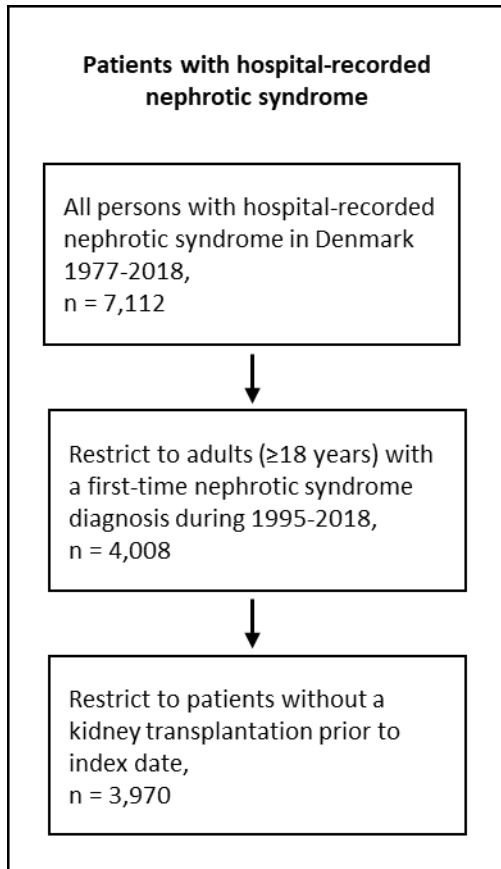 Patients with hospital-recorded
nephrotic syndrome
All persons with hospital-recorded
nephrotic syndrome in Denmark
1977-2018,
n = 7,112
Restrict to adults (≥18 years) with
a first-time nephrotic syndrome
diagnosis during 1995-2018,
n = 4,008
Restrict to patients without a
kidney transplantation prior to
index date,
n = 3,970